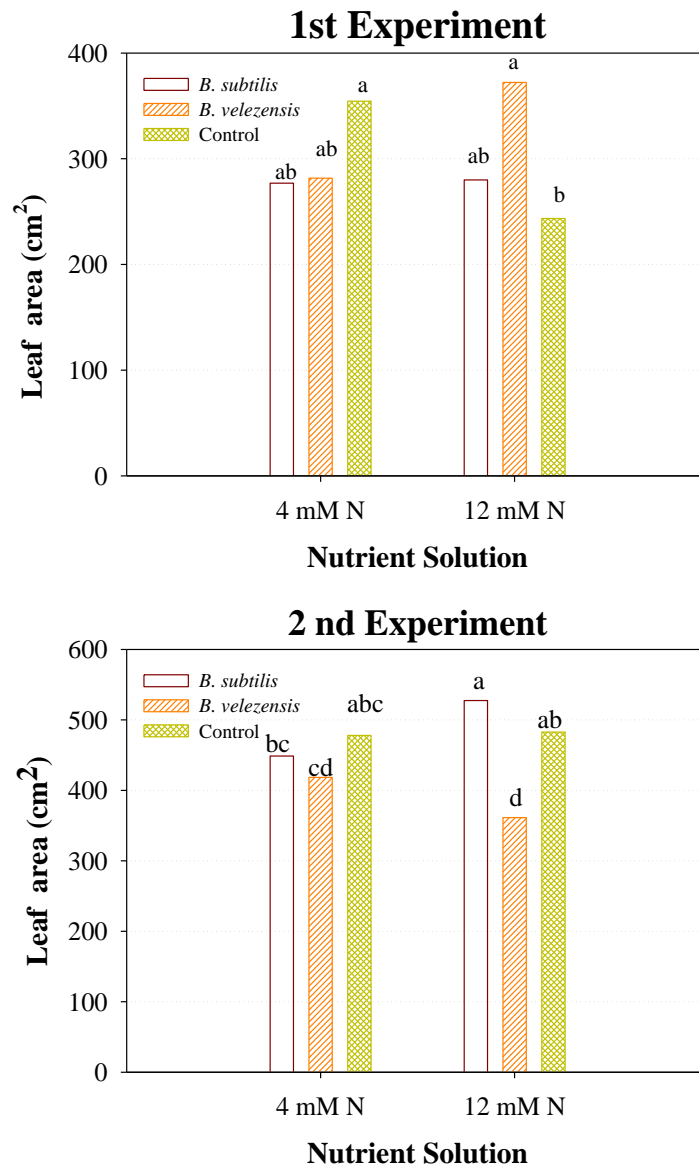 1st Experiment
400
300
200
100
0
Leaf area (cm²)
B. subtilis
B. velezensis
Control
ab
ab
a
ab
a
b
4 mM N
12 mM N
Nutrient Solution
2 nd Experiment
600
500
400
300
200
100
0
Leaf area (cm²)
B. subtilis
B. velezensis
Control
bc
cd
abc
a
d
ab
4 mM N
12 mM N
Nutrient Solution